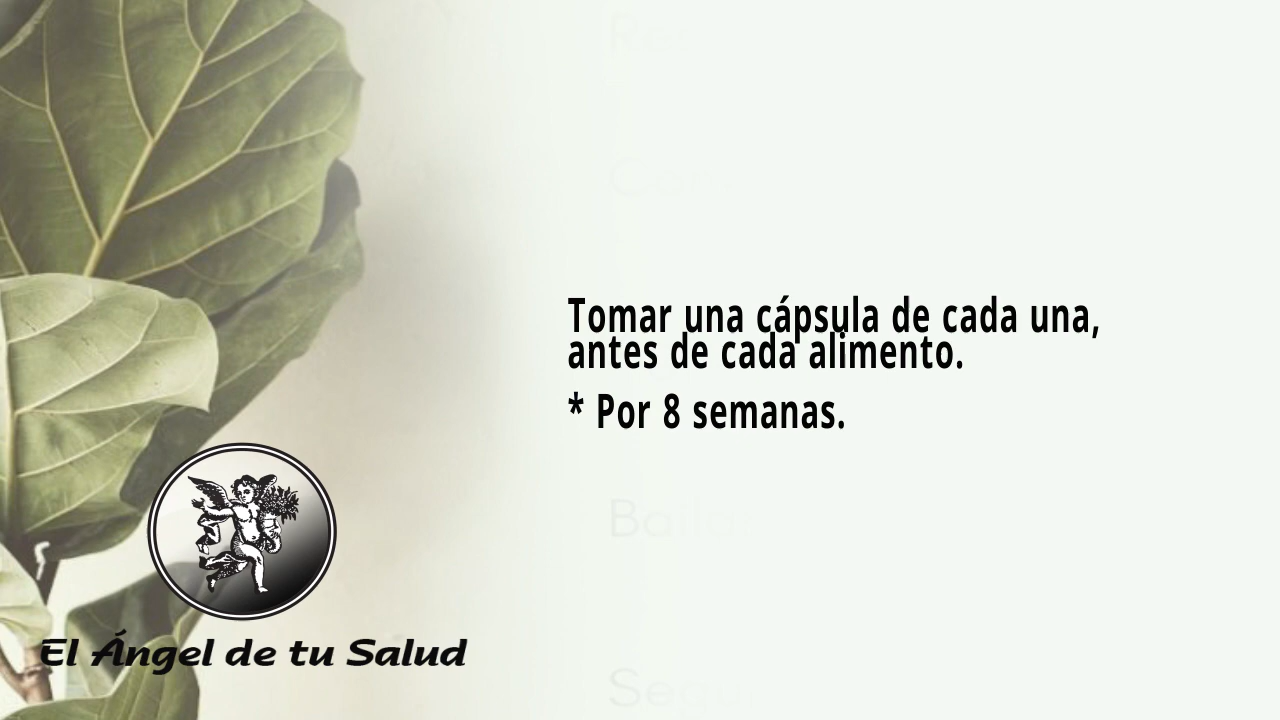 Tomar una cápsula de cada una,
antes de cada alimento.
* Por 8 semanas.
El Ángel de tu Salud